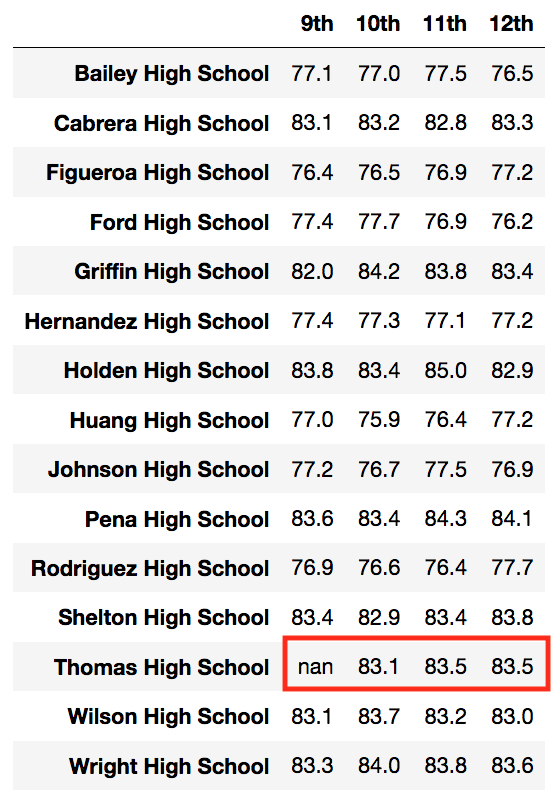 9th 10th 11th 12th
Bailey High School 77.1 77.0 77.5 76.5
Cabrera High School 83.1 83.2 82.8 83.3
Figueroa High School 76.4 76.5 76.9 77.2
Ford High School 77.4 77.7 76.9 76.2
Griffin High School 82.0 84.2 83.8 83.4
Hernandez High School 77.4 77.3 77.1 77.2
Holden High School 83.8 83.4 85.0 82.9
Huang High School 77.0 75.9 76.4 77.2
Johnson High School 77.2 76.7 77.5 76.9
Pena High School 83.6 83.4 84.3 84.1
Rodriguez High School 76.9 76.6 76.4 77.7
Shelton High School 83.4 82.9 83.4 83.8
Thomas High School nan 83.1 83.5 83.5
Wilson High School 83.1 83.7 83.2 83.0
Wright High School 83.3 84.0 83.8 83.6